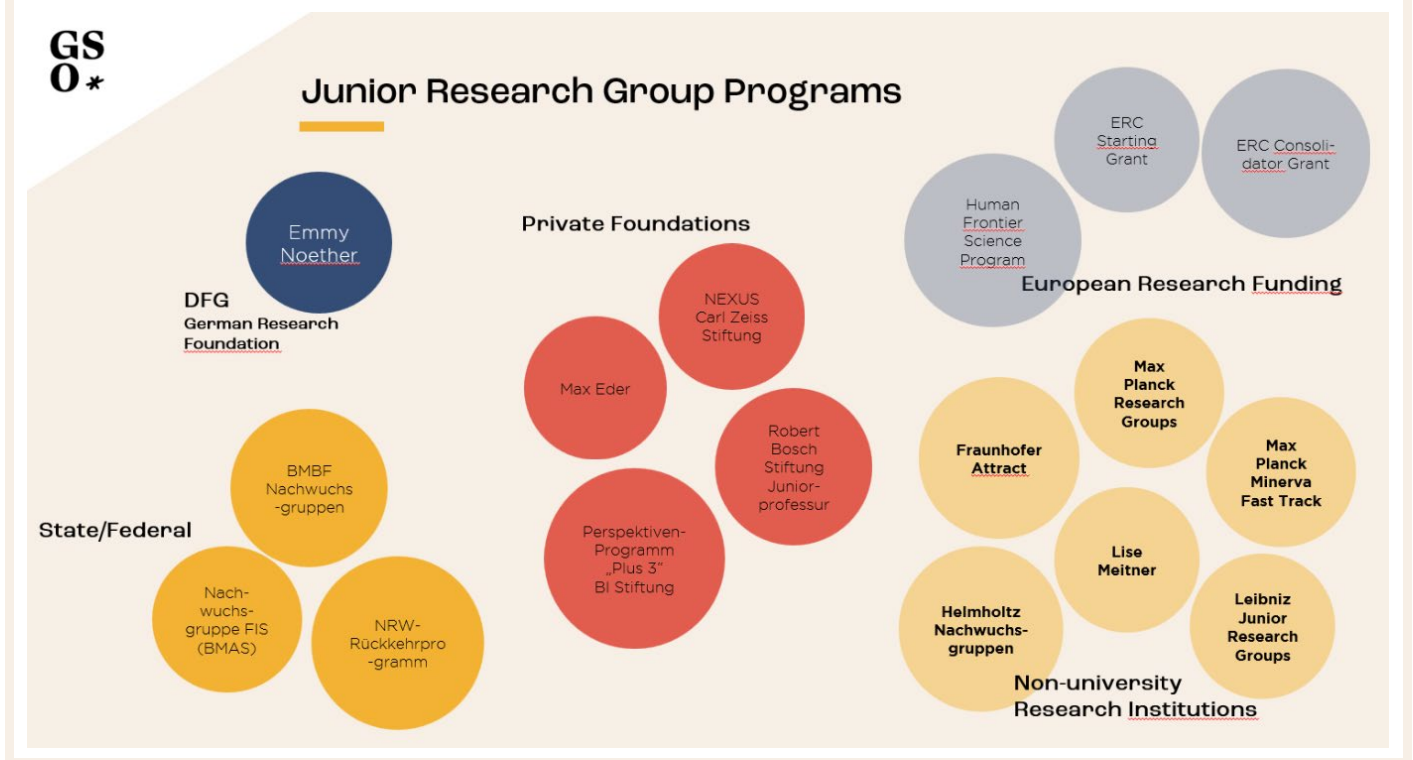 GS
O*
Junior Research Group Programs
Emmy
Noether
DFG
German Research
Foundation
State/Federal
BMBF
Nachwuchs
-gruppen
Nach-
wuchs-
gruppe FIS
(BMAS)
NRW-
Rückkehrpro
-gramm
Private Foundations
NEXUS
Carl Zeiss
Stiftung
Max Eder
Robert
Bosch
Stiftung
Junior-
professur
Perspektiven-
Programm
„Plus 3"
BI Stiftung
ERC
Starting
Grant
ERC Consoli-
dator Grant
Human
Frontier
Science
Program
European Research Funding
Max
Planck
Research
Groups
Fraunhofer
Attract
Max
Planck
Minerva
Fast Track
Lise
Meitner
Helmholtz
Nachwuchs-
gruppen
Leibniz
Junior
Research
Groups
Non-university
Research Institutions